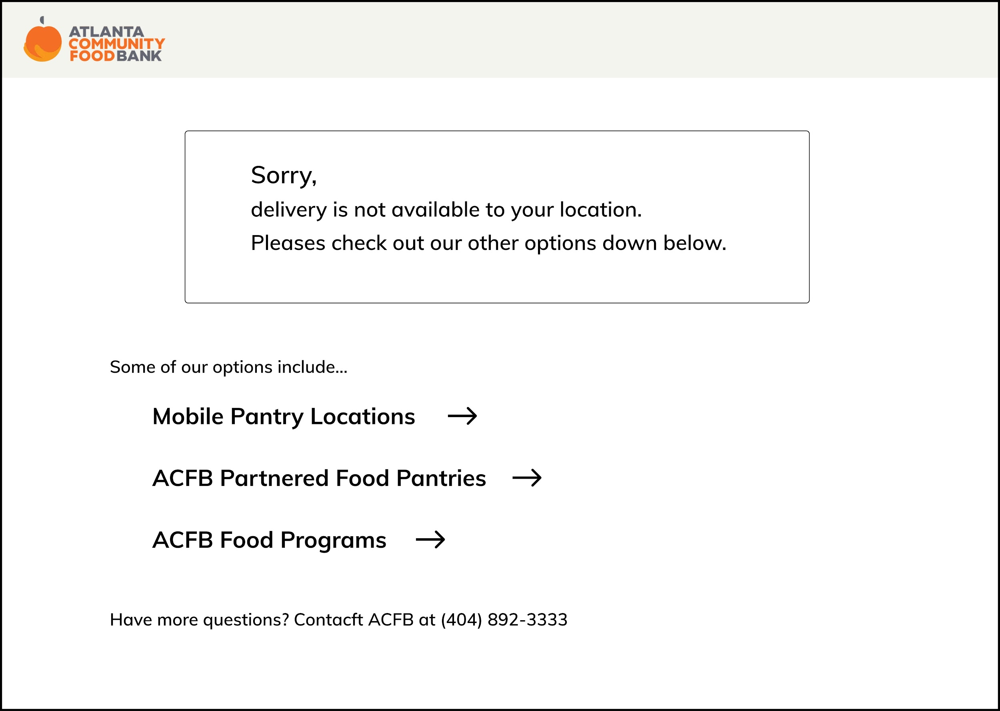 ATLANTA
COMMUNITY
FOODBANK
Sorry,
delivery is not available to your location.
Pleases check out our other options down below.
Some of our options include...
Mobile Pantry Locations
ACFB Partnered Food Pantries
ACFB Food Programs
Have more questions? Contacft ACFB at (404) 892-3333